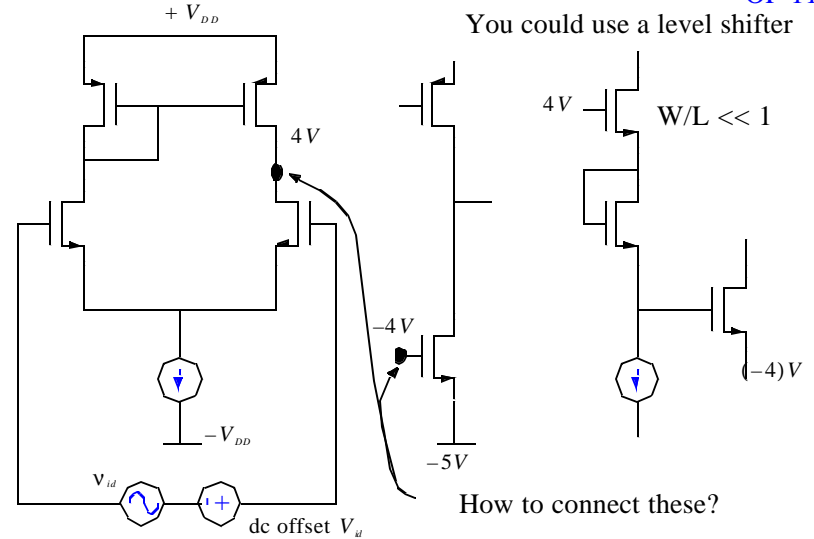 + V_DD
You could use a level shifter
4V
4V
W/L << 1
–4V
(–4)V
–V_DD
–5V
ν_id
How to connect these?
dc offset V_id